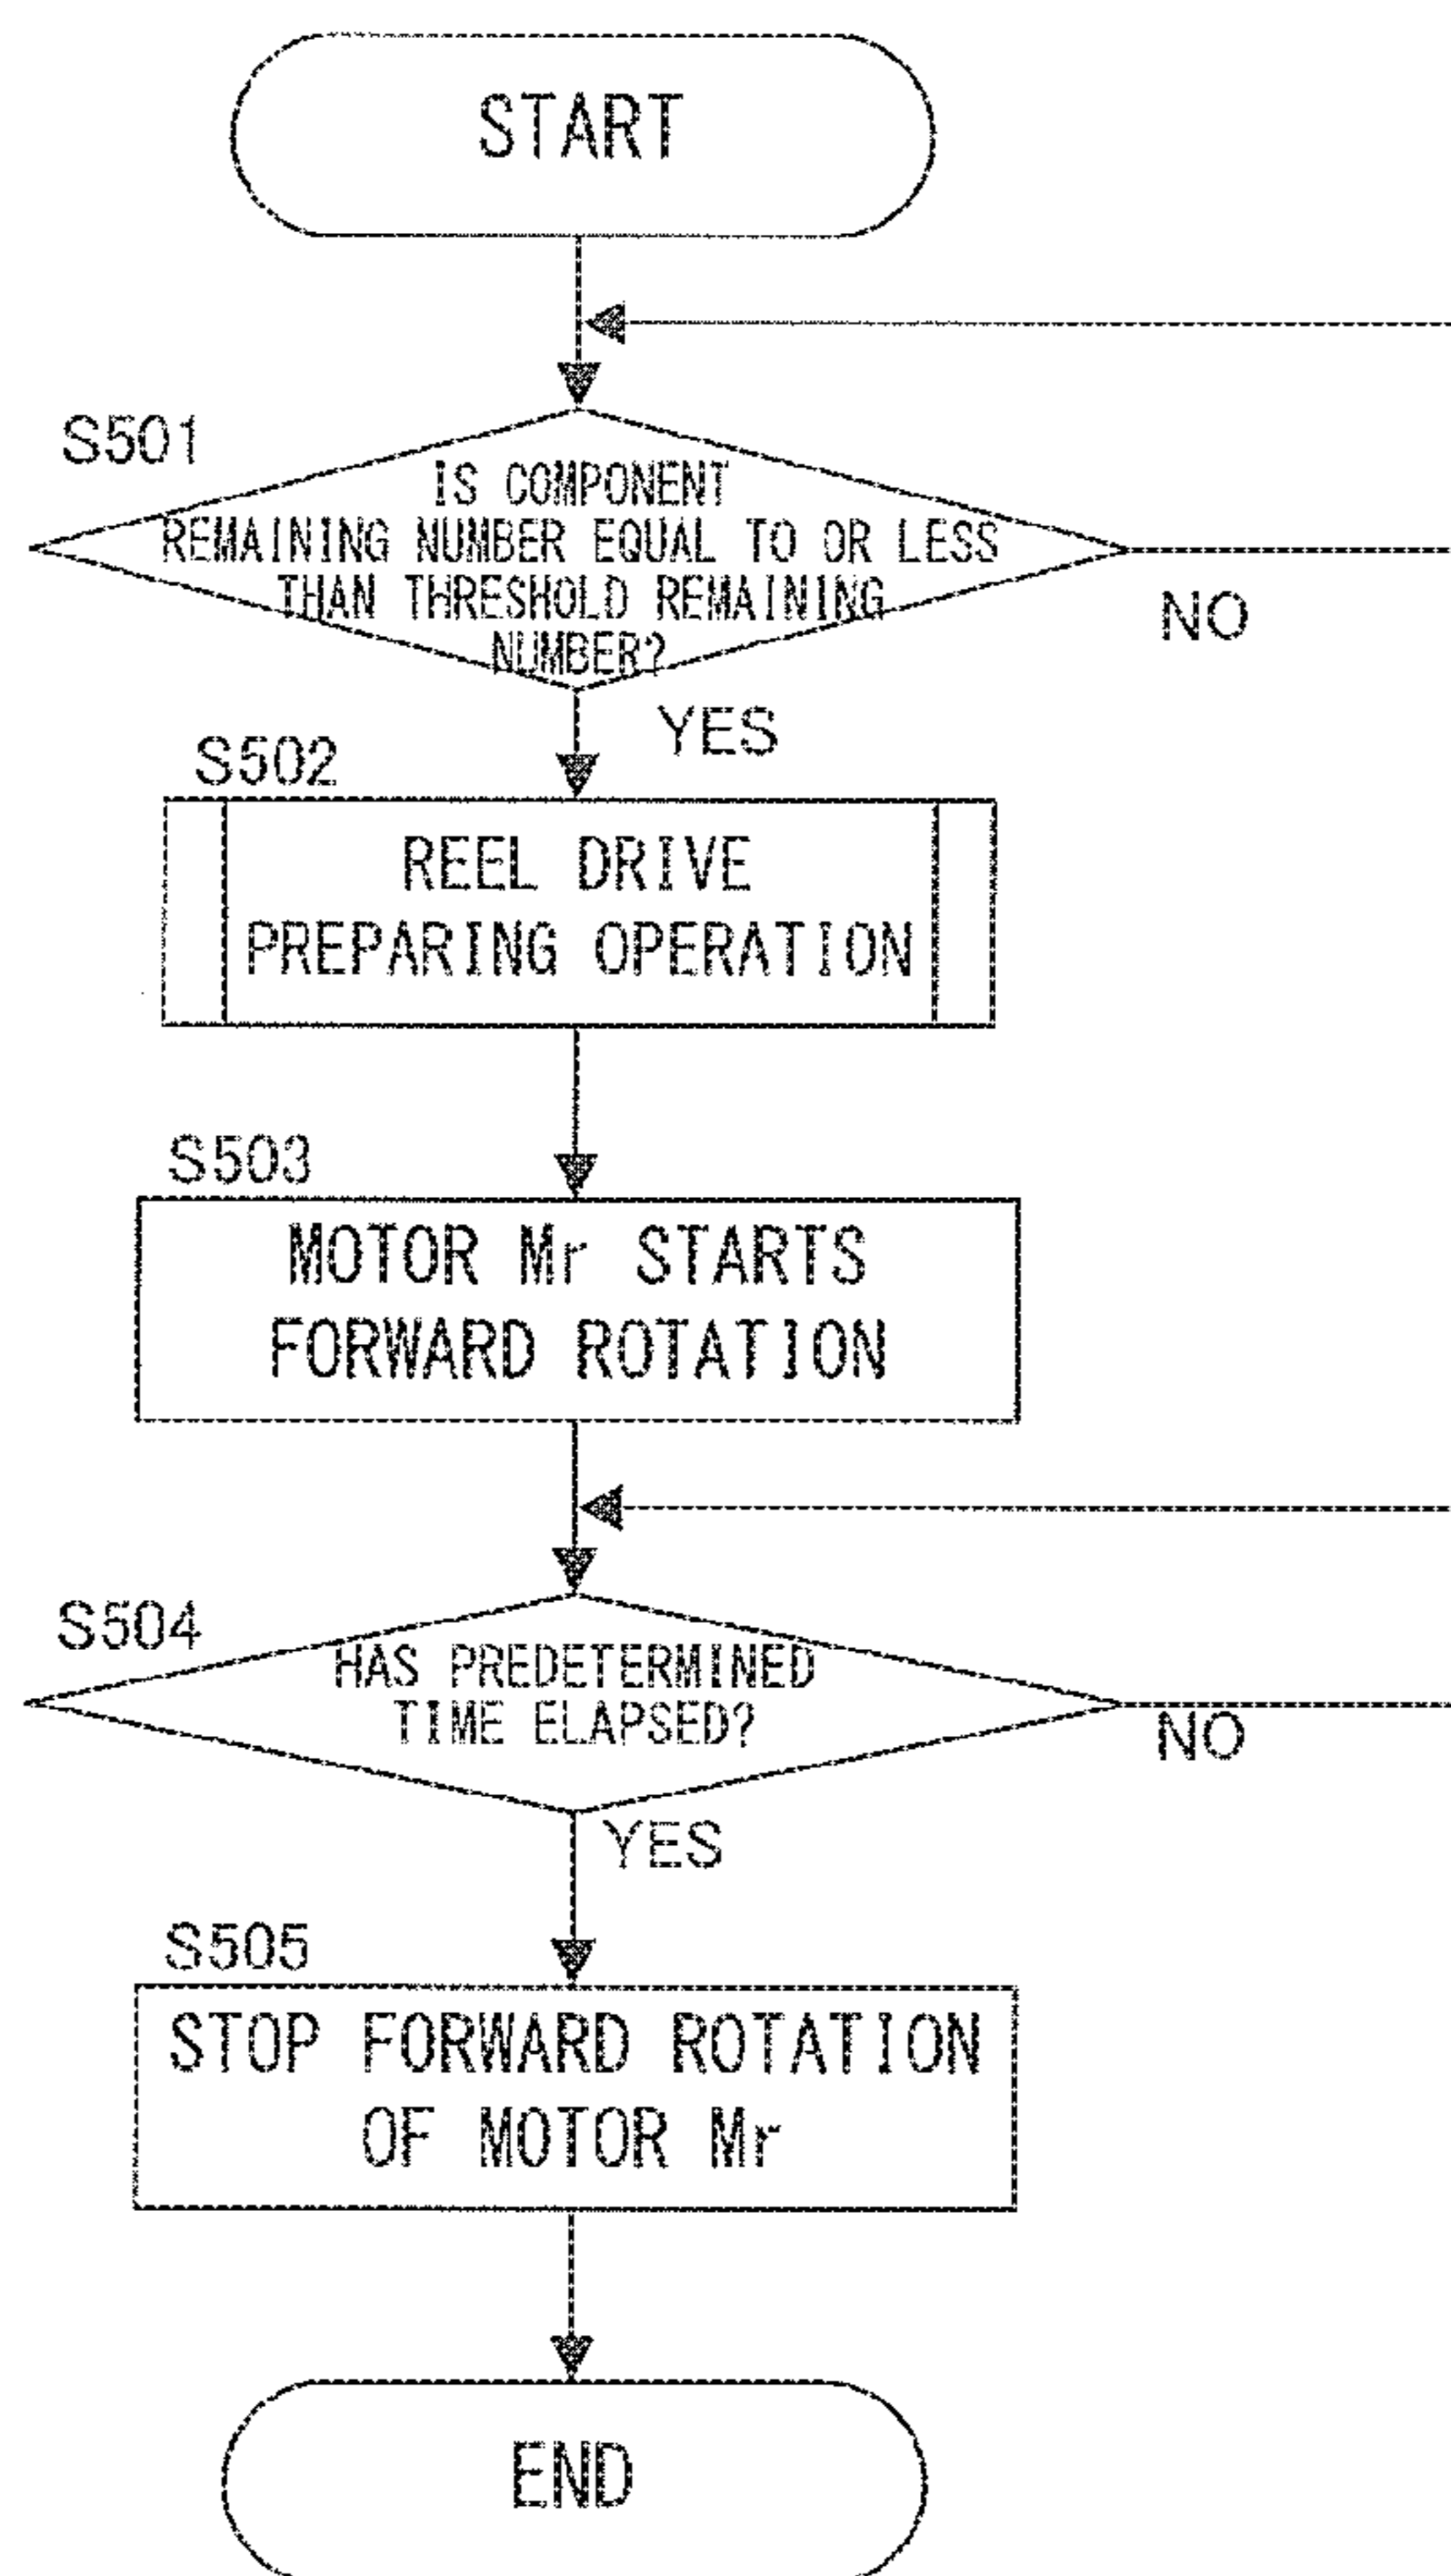 START
S501
IS COMPONENT
REMAINING NUMBER EQUAL TO OR LESS
THAN THRESHOLD REMAINING
NUMBER?
NO
YES
S502
REEL DRIVE
PREPARING OPERATION
S503
MOTOR Mr STARTS
FORWARD ROTATION
S504
HAS PREDETERMINED
TIME ELAPSED?
NO
YES
S505
STOP FORWARD ROTATION
OF MOTOR Mr
END